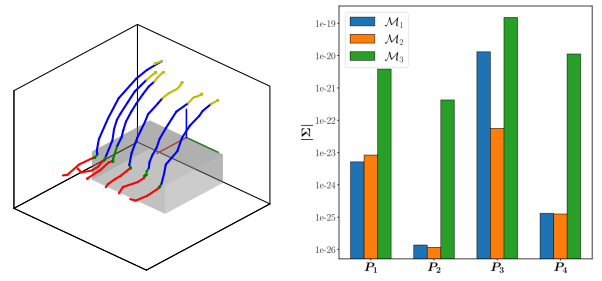 1e-19
1e-20
1e-21
1e-22
1e-23
1e-24
1e-25
1e-26
|Σ|
ℳ₁
ℳ₂
ℳ₃
P₁ P₂ P₃ P₄